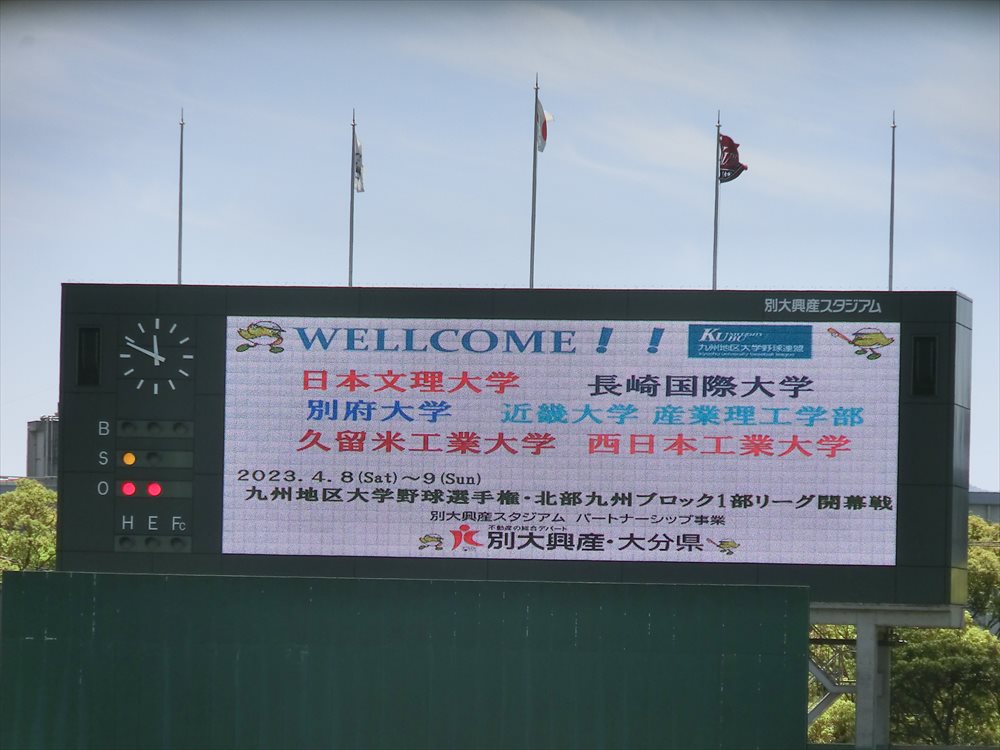 別大興産スタジアム
WELLCOME！！
九州地区大学野球連盟
Kyushu University Baseball league
日本文理大学 長崎国際大学
別府大学 近畿大学 産業理工学部
久留米工業大学 西日本工業大学
2023. 4. 8(Sat)～9(Sun)
九州地区大学野球選手権・北部九州ブロック1部リーグ開幕戦
別大興産スタジアム パートナーシップ事業
不動産の総合デパート
別大興産・大分県
B
S
O
H E Fc